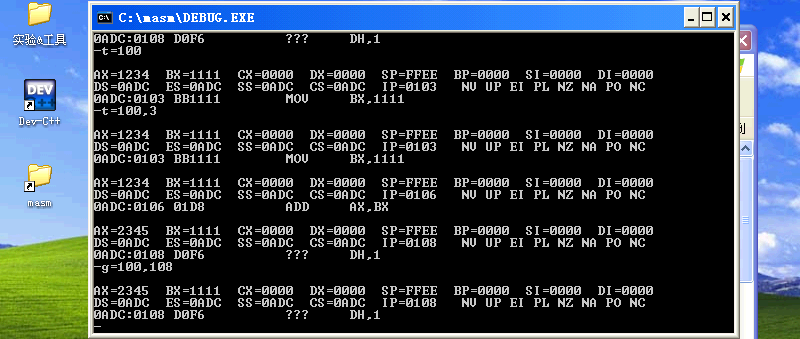 实验&工具
DEV
Dev-C++
masm
C:\masm\DEBUG.EXE
0ADC:0108 D0F6 ??? DH,1
-t=100
AX=1234 BX=1111 CX=0000 DX=0000 SP=FFEE BP=0000 SI=0000 DI=0000
DS=0ADC ES=0ADC SS=0ADC CS=0ADC IP=0103 NV UP EI PL NZ NA PO NC
0ADC:0103 BB1111 MOV BX,1111
-t=100,3
AX=1234 BX=1111 CX=0000 DX=0000 SP=FFEE BP=0000 SI=0000 DI=0000
DS=0ADC ES=0ADC SS=0ADC CS=0ADC IP=0103 NV UP EI PL NZ NA PO NC
0ADC:0103 BB1111 MOV BX,1111
AX=1234 BX=1111 CX=0000 DX=0000 SP=FFEE BP=0000 SI=0000 DI=0000
DS=0ADC ES=0ADC SS=0ADC CS=0ADC IP=0106 NV UP EI PL NZ NA PO NC
0ADC:0106 01D8 ADD AX,BX
AX=2345 BX=1111 CX=0000 DX=0000 SP=FFEE BP=0000 SI=0000 DI=0000
DS=0ADC ES=0ADC SS=0ADC CS=0ADC IP=0108 NV UP EI PL NZ NA PO NC
0ADC:0108 D0F6 ??? DH,1
-g=100,108
AX=2345 BX=1111 CX=0000 DX=0000 SP=FFEE BP=0000 SI=0000 DI=0000
DS=0ADC ES=0ADC SS=0ADC CS=0ADC IP=0108 NV UP EI PL NZ NA PO NC
0ADC:0108 D0F6 ??? DH,1
-